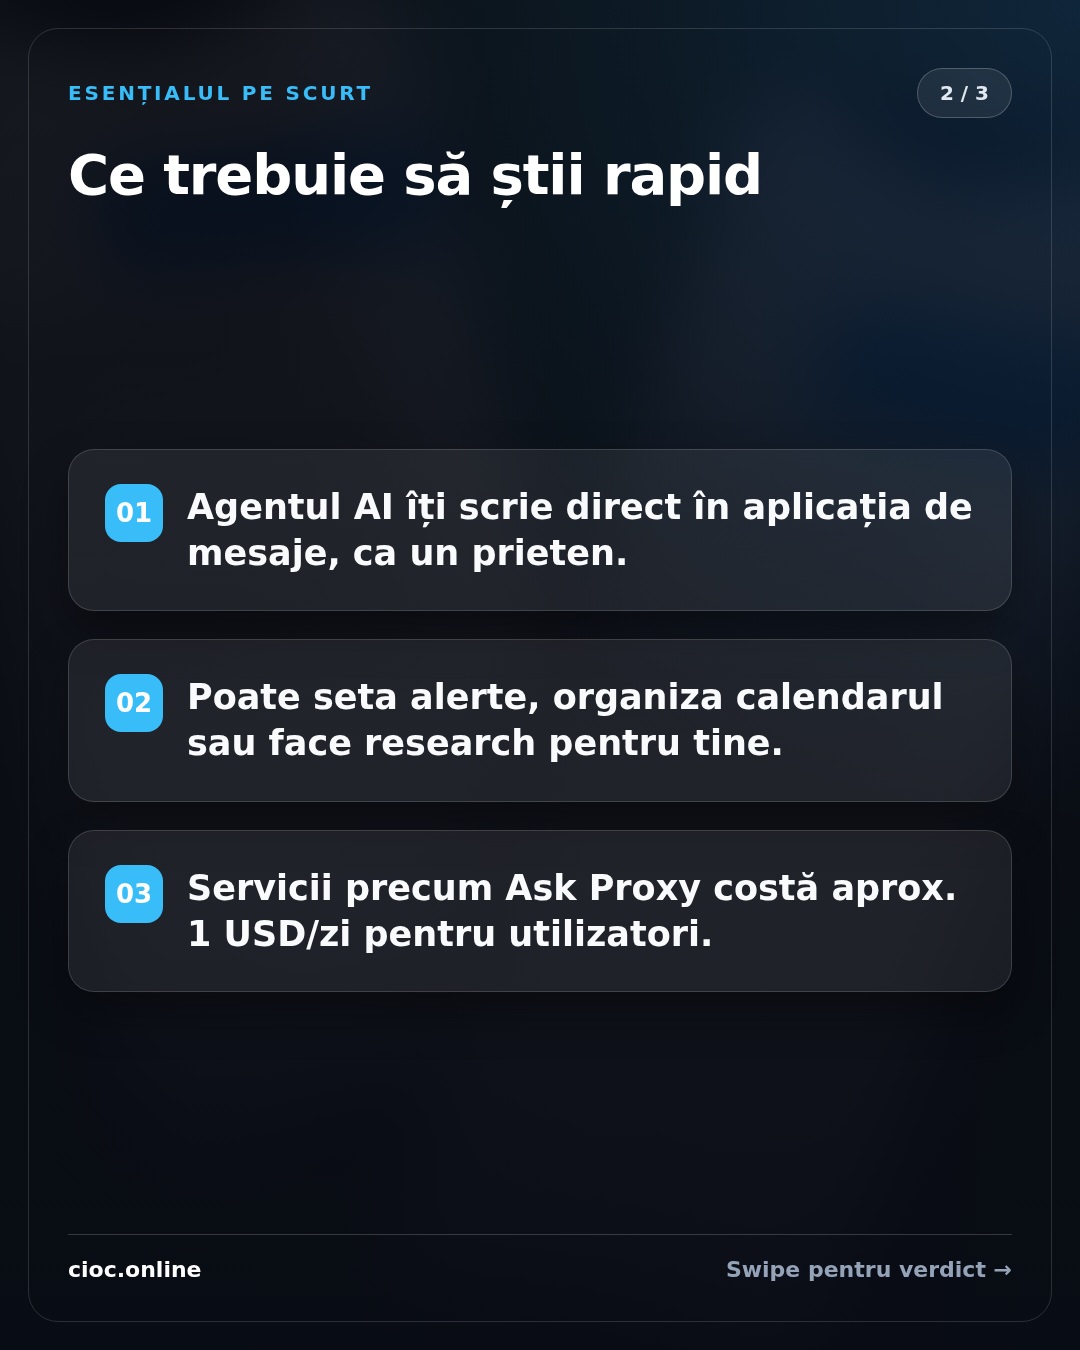 ESENȚIALUL PE SCURT
2 / 3
Ce trebuie să știi rapid
01
Agentul AI îți scrie direct în aplicația de
mesaje, ca un prieten.
02
Poate seta alerte, organiza calendarul
sau face research pentru tine.
03
Servicii precum Ask Proxy costă aprox.
1 USD/zi pentru utilizatori.
cioc.online
Swipe pentru verdict →